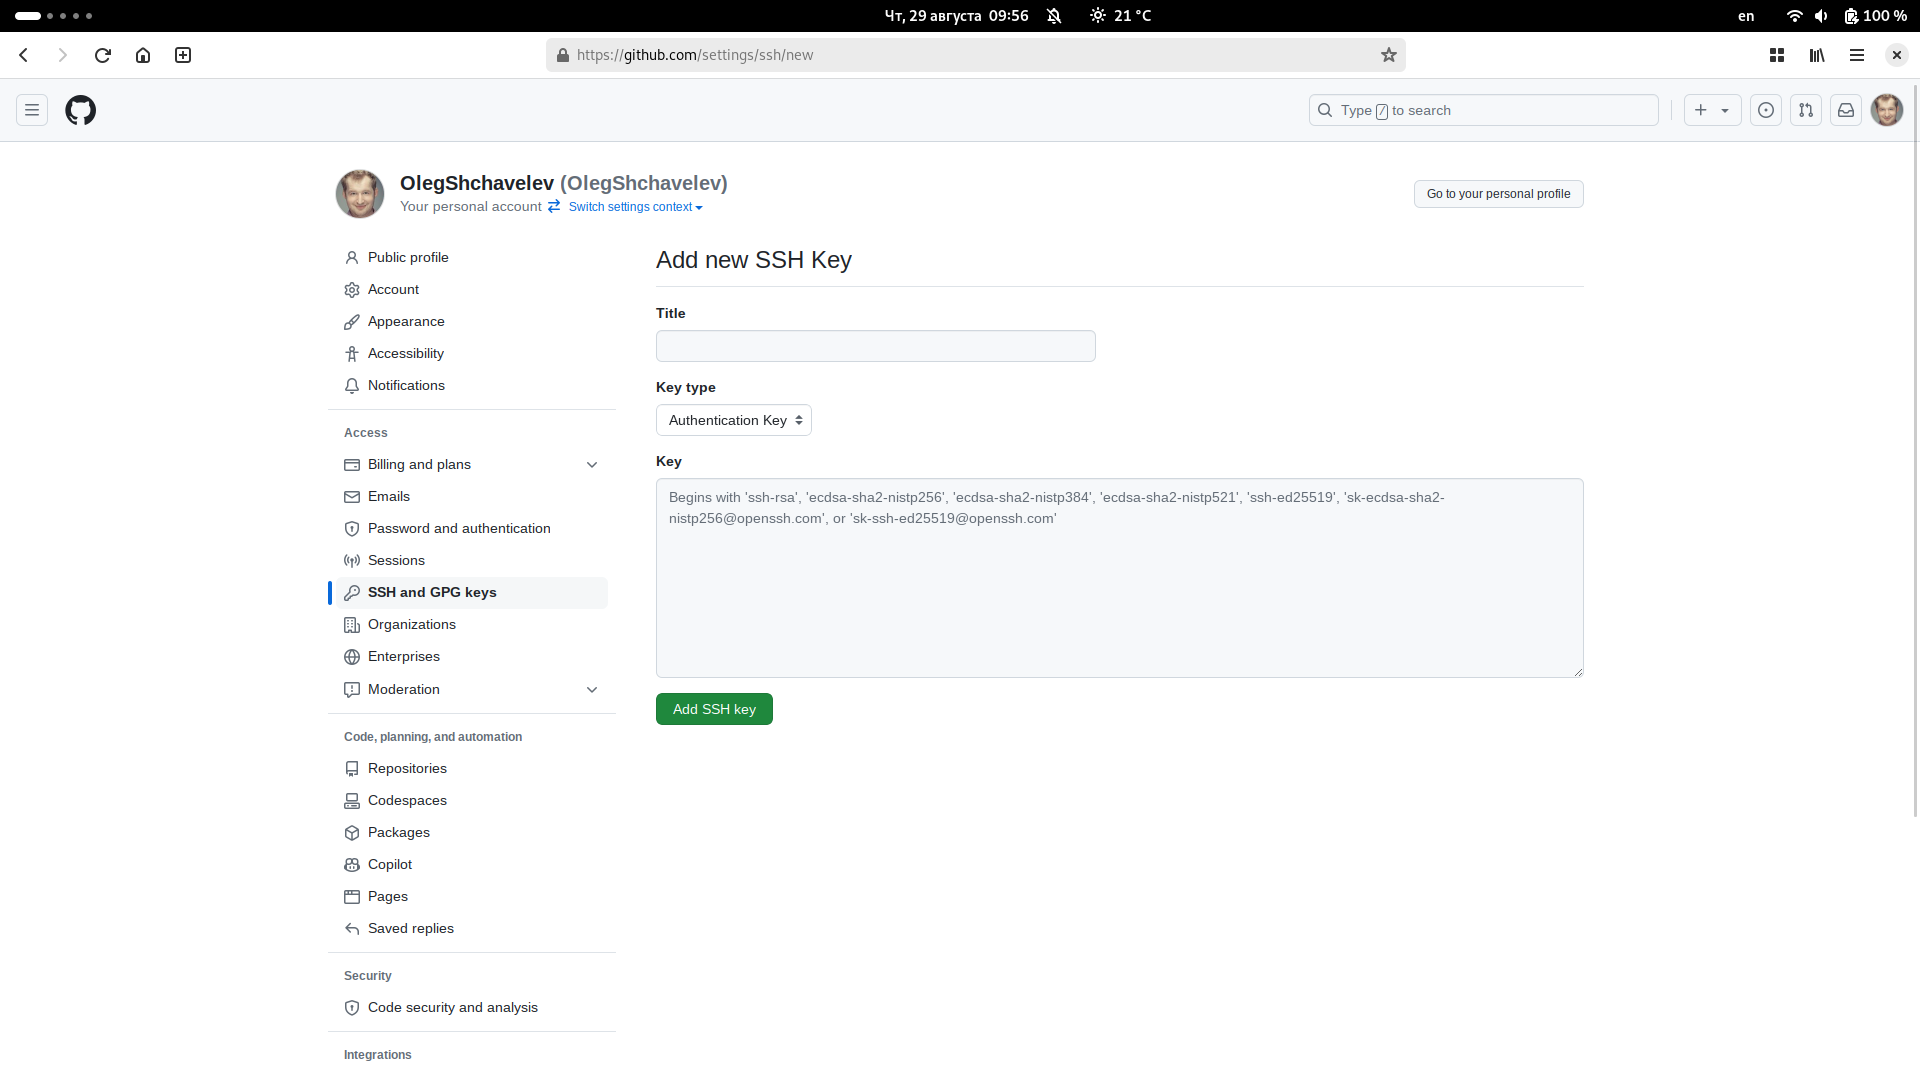 Чт, 29 августа 09:56
21 °C
en
100 %
https://github.com/settings/ssh/new
Type / to search
OlegShchavelev (OlegShchavelev)
Your personal account
Switch settings context
Go to your personal profile
Public profile
Account
Appearance
Accessibility
Notifications
Access
Billing and plans
Emails
Password and authentication
Sessions
SSH and GPG keys
Organizations
Enterprises
Moderation
Code, planning, and automation
Repositories
Codespaces
Packages
Copilot
Pages
Saved replies
Security
Code security and analysis
Integrations
Add new SSH Key
Title
Key type
Authentication Key
Key
Begins with 'ssh-rsa', 'ecdsa-sha2-nistp256', 'ecdsa-sha2-nistp384', 'ecdsa-sha2-nistp521', 'ssh-ed25519', 'sk-ecdsa-sha2-
nistp256@openssh.com', or 'sk-ssh-ed25519@openssh.com'
Add SSH key